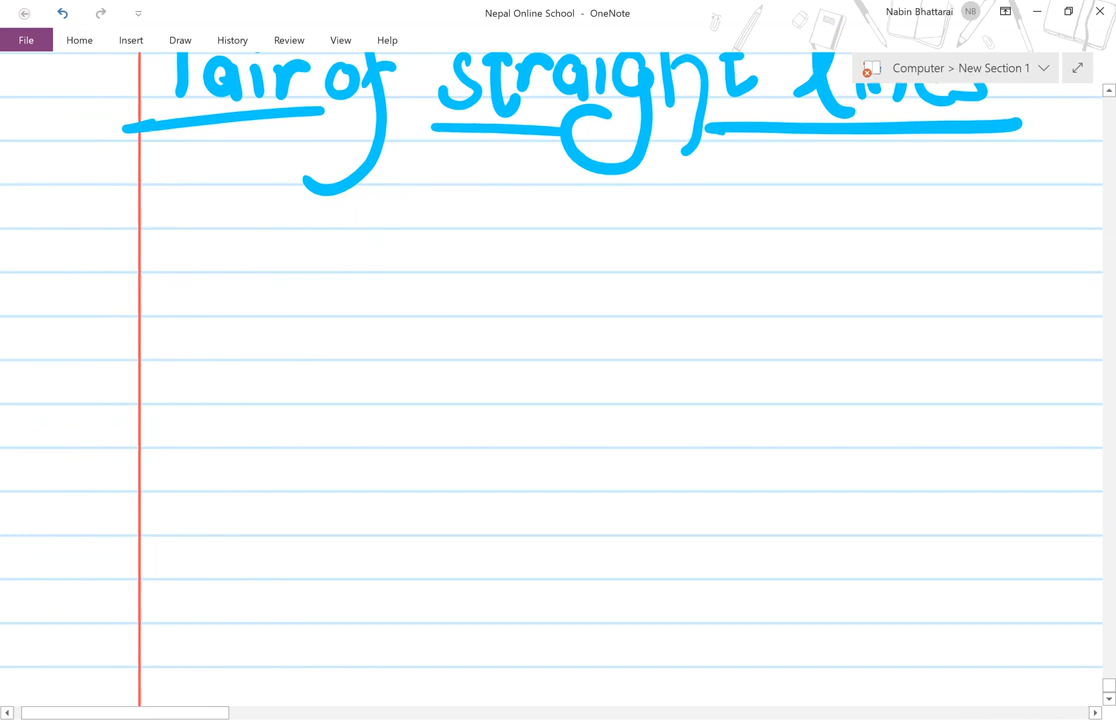 Nepal Online School - OneNote
Nabin Bhattarai NB
File Home Insert Draw History Review View Help
Pair of straight lines
Computer > New Section 1